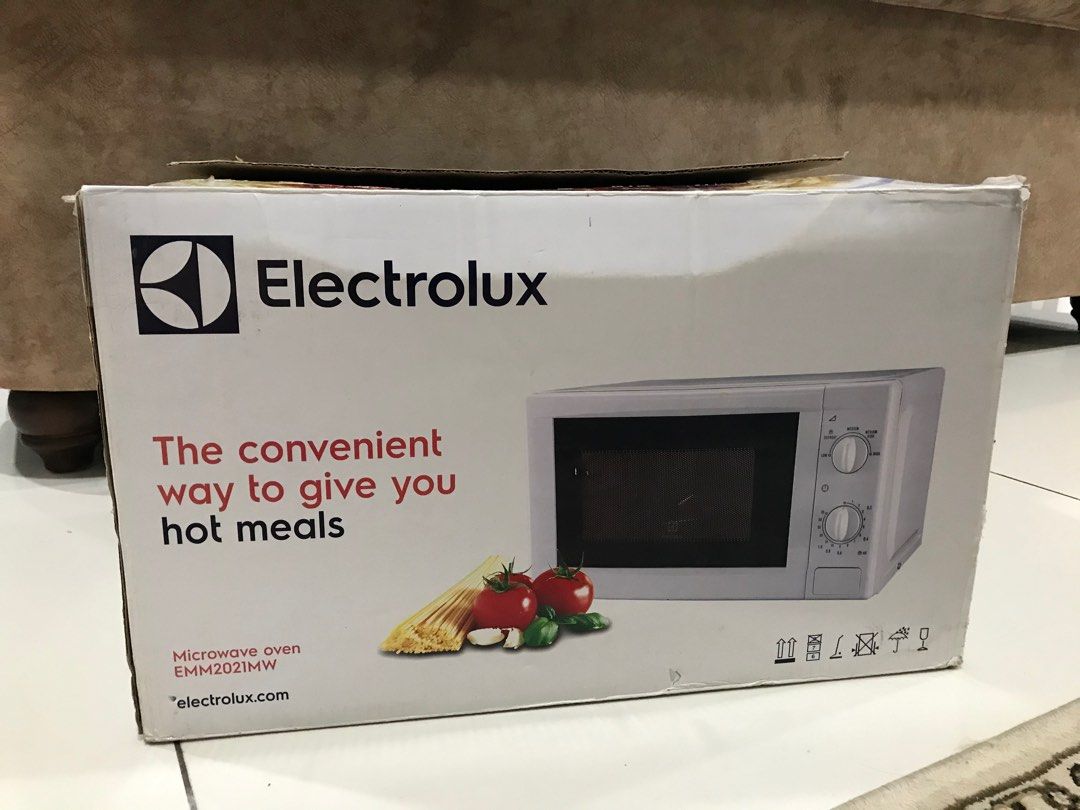 Electrolux
The convenient
way to give you
hot meals
Microwave oven
EMM2021MW
electrolux.com